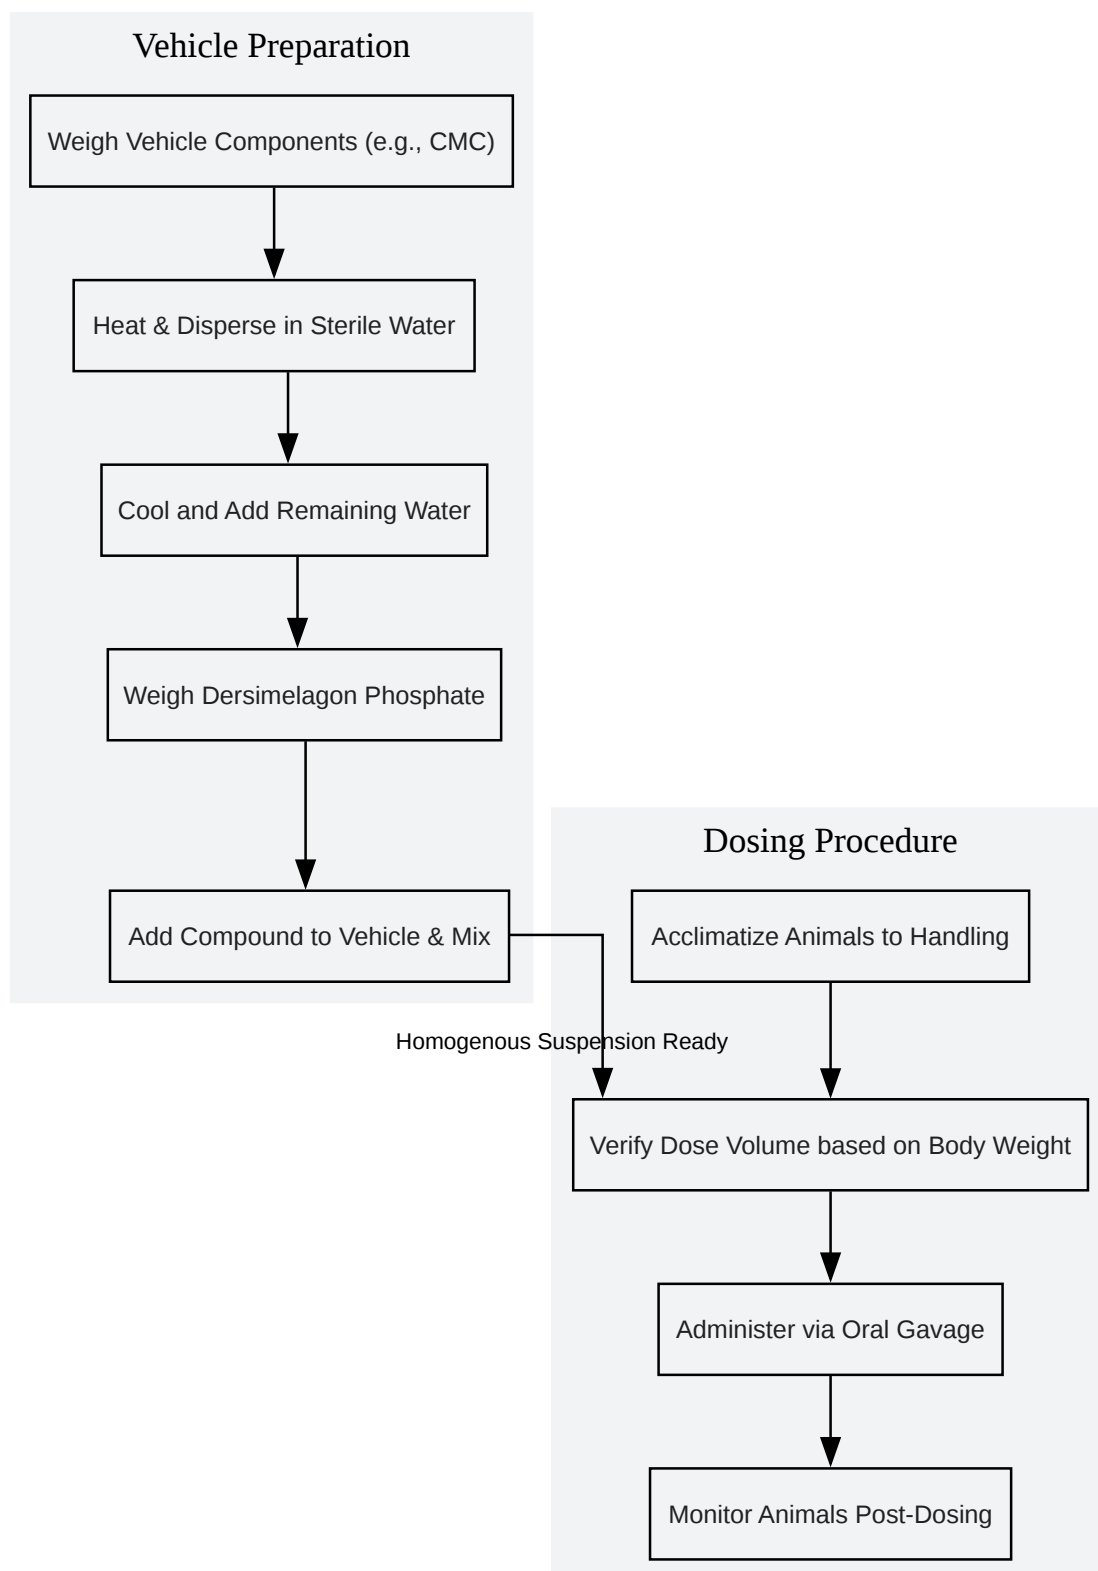 Vehicle Preparation
Weigh Vehicle Components (e.g., CMC)
Heat & Disperse in Sterile Water
Cool and Add Remaining Water
Weigh Dersimelagon Phosphate
Add Compound to Vehicle & Mix
Homogenous Suspension Ready
Dosing Procedure
Acclimatize Animals to Handling
Verify Dose Volume based on Body Weight
Administer via Oral Gavage
Monitor Animals Post-Dosing